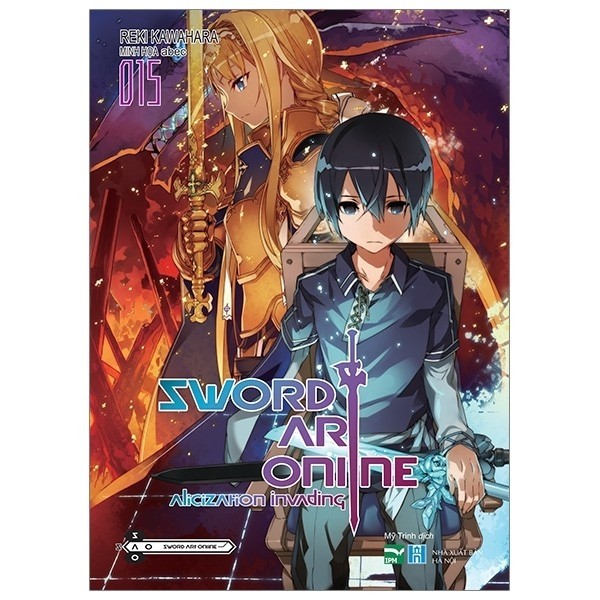 REKI KAWAHARA
MINH HỌA abec
015
SWORD
ART
ONLINE
alicization invading
SAO
SWORD ART ONLINE
Mỹ Trinh dịch
IPM
NHÀ XUẤT BẢN
HÀ NỘI